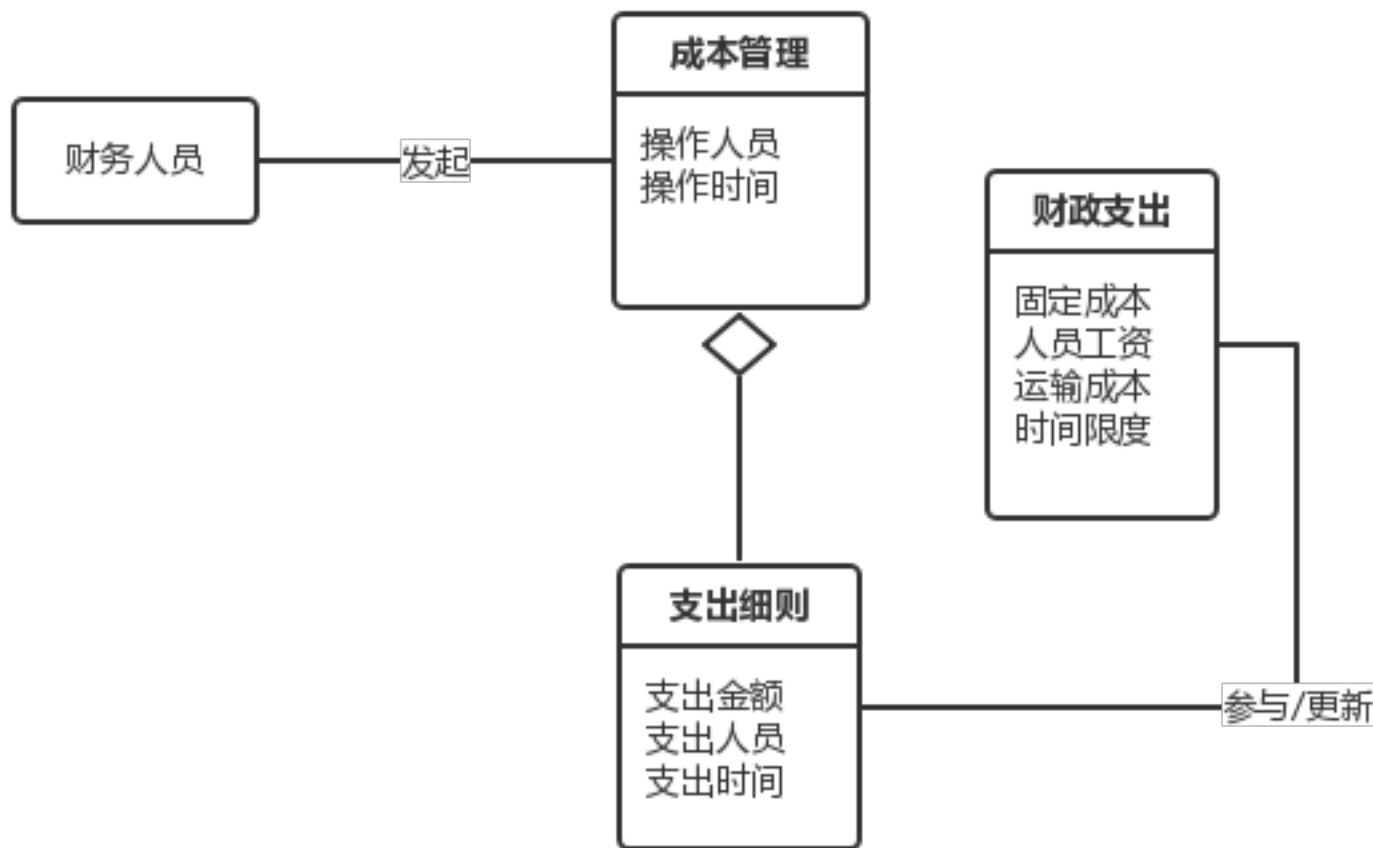 成本管理
操作人员
操作时间
财务人员
发起
财政支出
固定成本
人员工资
运输成本
时间限度
支出细则
支出金额
支出人员
支出时间
参与/更新